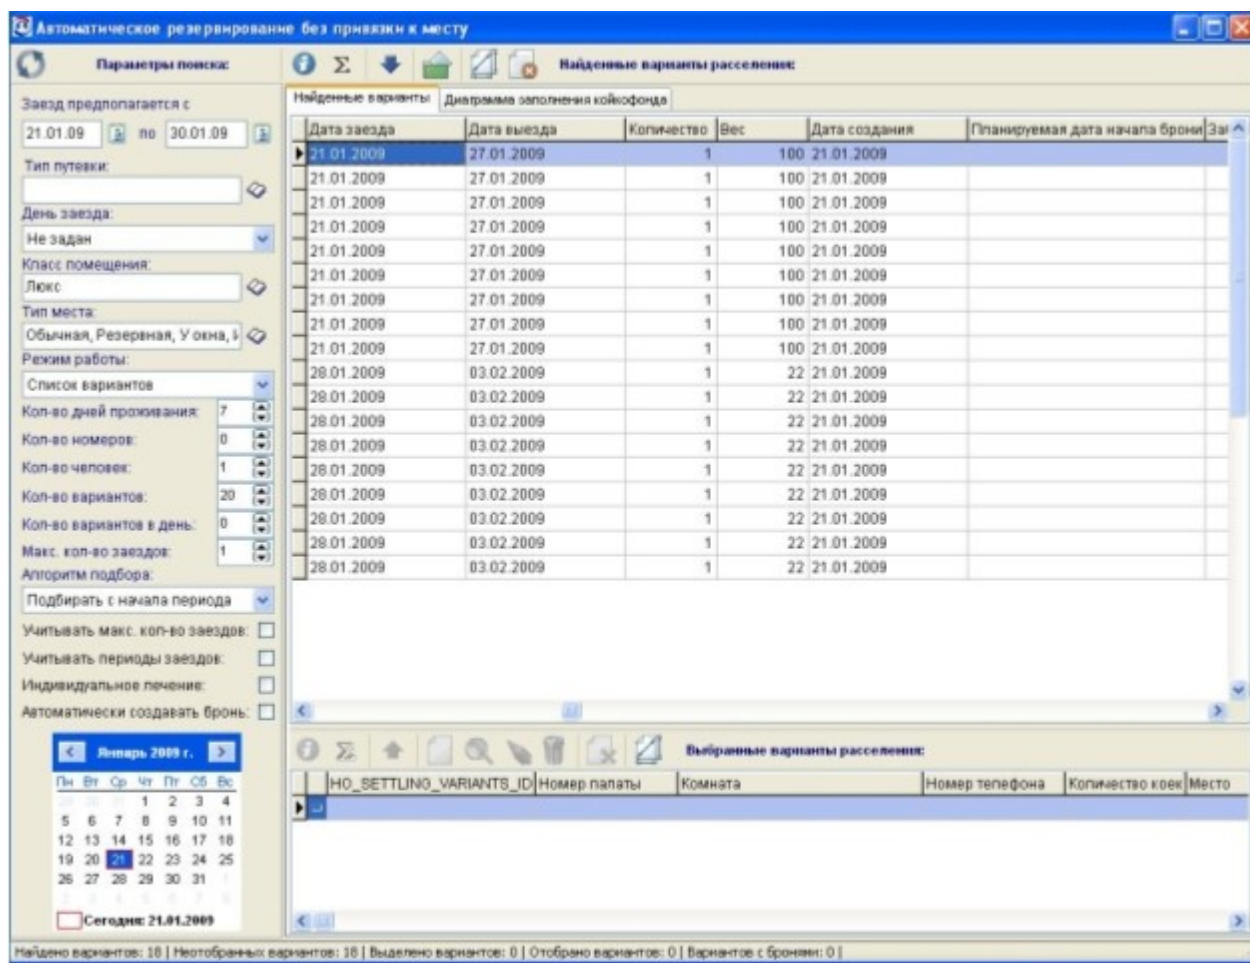 Автоматическое резервирование без привязки к месту
Параметры поиска:
Найденные варианты расселения:
Заезд предполагается с
21.01.09 по 30.01.09
Тип путевки:
День заезда:
Не задан
Класс помещения:
Люкс
Тип места:
Обычная, Резервная, У окна,
Режим работы:
Список вариантов
Кол-во дней проживания: 7
Кол-во номеров: 0
Кол-во человек: 1
Кол-во вариантов: 20
Кол-во вариантов в день: 0
Макс. кол-во заездов: 1
Алгоритм подбора:
Подбирать с начала периода
Учитывать макс. кол-во заездов:
Учитывать периоды заездов:
Индивидуальное лечение:
Автоматически создавать бронь:
Январь 2009 г.
Пн Вт Ср Чт Пт Сб Вс
29 30 31 1 2 3 4
5 6 7 8 9 10 11
12 13 14 15 16 17 18
19 20 21 22 23 24 25
26 27 28 29 30 31 1
2 3 4 5 6 7 8
Сегодня: 21.01.2009
Найденные варианты Диаграмма заполнения койкофонда
Дата заезда Дата выезда Количество Вес Дата создания Планируемая дата начала брони
21.01.2009 27.01.2009 1 100 21.01.2009
21.01.2009 27.01.2009 1 100 21.01.2009
21.01.2009 27.01.2009 1 100 21.01.2009
21.01.2009 27.01.2009 1 100 21.01.2009
21.01.2009 27.01.2009 1 100 21.01.2009
21.01.2009 27.01.2009 1 100 21.01.2009
21.01.2009 27.01.2009 1 100 21.01.2009
21.01.2009 27.01.2009 1 100 21.01.2009
21.01.2009 27.01.2009 1 100 21.01.2009
28.01.2009 03.02.2009 1 22 21.01.2009
28.01.2009 03.02.2009 1 22 21.01.2009
28.01.2009 03.02.2009 1 22 21.01.2009
28.01.2009 03.02.2009 1 22 21.01.2009
28.01.2009 03.02.2009 1 22 21.01.2009
28.01.2009 03.02.2009 1 22 21.01.2009
28.01.2009 03.02.2009 1 22 21.01.2009
28.01.2009 03.02.2009 1 22 21.01.2009
28.01.2009 03.02.2009 1 22 21.01.2009
Выбранные варианты расселения:
HO_SETTLING_VARIANTS_ID Номер палаты Комната Номер телефона Количество коек Место
Найдено вариантов: 18 | Неотобранных вариантов: 18 | Выделено вариантов: 0 | Отобрано вариантов: 0 | Вариантов с бронями: 0 |